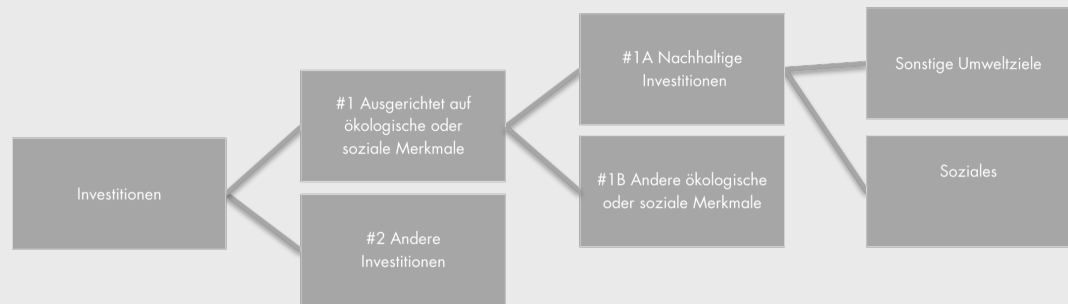 Investitionen
#1 Ausgerichtet auf
ökologische oder
soziale Merkmale
#2 Andere
Investitionen
#1A Nachhaltige
Investitionen
#1B Andere ökologische
oder soziale Merkmale
Sonstige Umweltziele
Soziales